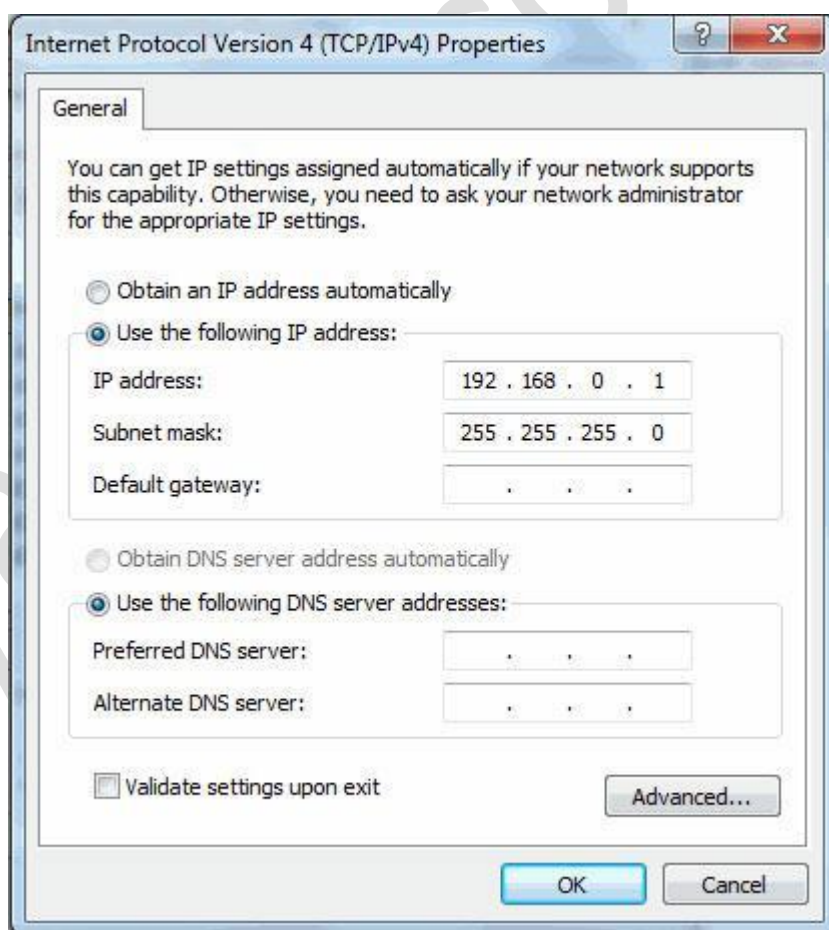 Internet Protocol Version 4 (TCP/IPv4) Properties
General
You can get IP settings assigned automatically if your network supports
this capability. Otherwise, you need to ask your network administrator
for the appropriate IP settings.
Obtain an IP address automatically
Use the following IP address:
IP address: 192 . 168 . 0 . 1
Subnet mask: 255 . 255 . 255 . 0
Default gateway: . . .
Obtain DNS server address automatically
Use the following DNS server addresses:
Preferred DNS server: . . .
Alternate DNS server: . . .
Validate settings upon exit
Advanced...
OK Cancel